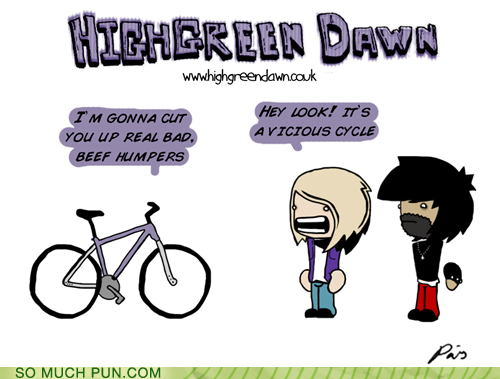 HIGHGREEN DAWN
www.highgreendawn.co.uk
I'M GONNA CUT
YOU UP REAL BAD,
BEEF HUMPERS
HEY LOOK! IT'S
A VICIOUS CYCLE
SO MUCH PUN.COM